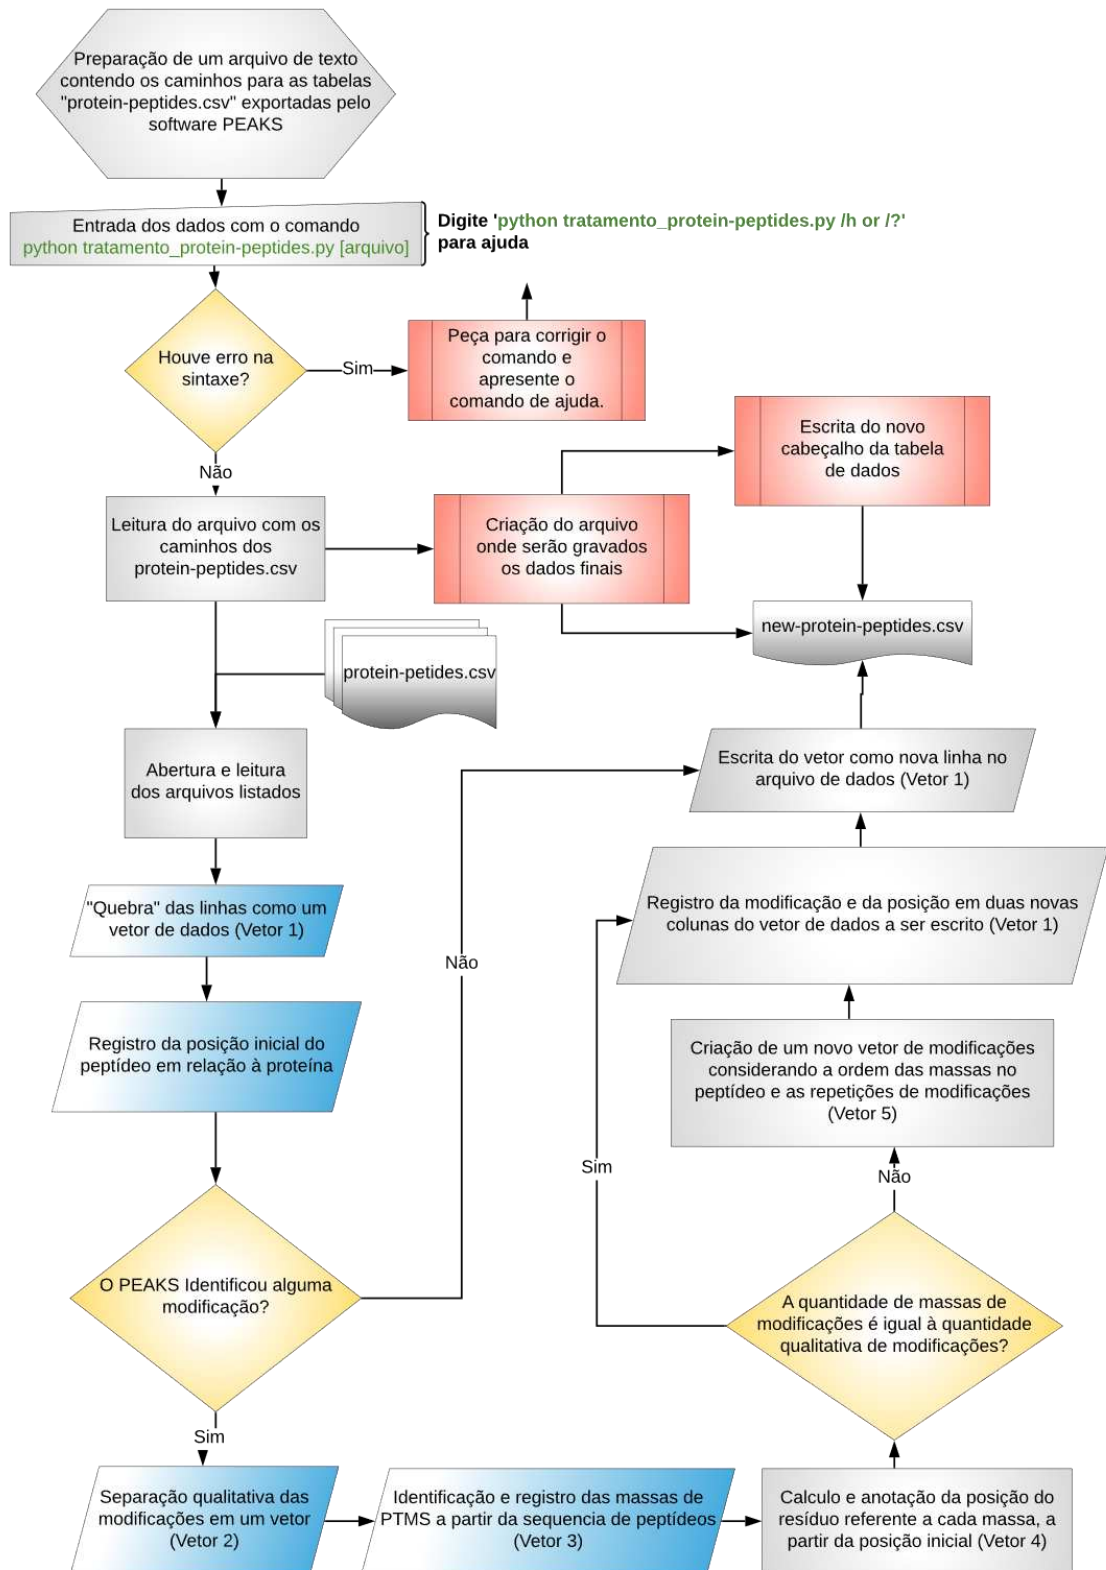 Preparação de um arquivo de texto
contendo os caminhos para as tabelas
"protein-peptides.csv" exportadas pelo
software PEAKS
Entrada dos dados com o comando
python tratamento_protein-peptides.py [arquivo]
Digite 'python tratamento_protein-peptides.py /h or /?'
para ajuda
Houve erro na
sintaxe?
Sim
Peça para corrigir o
comando e
apresente o
comando de ajuda.
Não
Leitura do arquivo com os
caminhos dos
protein-peptides.csv
Criação do arquivo
onde serão gravados
os dados finais
Escrita do novo
cabeçalho da tabela
de dados
new-protein-peptides.csv
protein-petides.csv
Abertura e leitura
dos arquivos listados
"Quebra" das linhas como um
vetor de dados (Vetor 1)
Registro da posição inicial do
peptídeo em relação à proteína
O PEAKS Identificou alguma
modificação?
Não
Sim
Separação qualitativa das
modificações em um vetor
(Vetor 2)
Identificação e registro das massas de
PTMS a partir da sequencia de peptídeos
(Vetor 3)
Calculo e anotação da posição do
resíduo referente a cada massa, a
partir da posição inicial (Vetor 4)
A quantidade de massas de
modificações é igual à quantidade
qualitativa de modificações?
Sim
Não
Criação de um novo vetor de modificações
considerando a ordem das massas no
peptídeo e as repetições de modificações
(Vetor 5)
Registro da modificação e da posição em duas novas
colunas do vetor de dados a ser escrito (Vetor 1)
Escrita do vetor como nova linha no
arquivo de dados (Vetor 1)